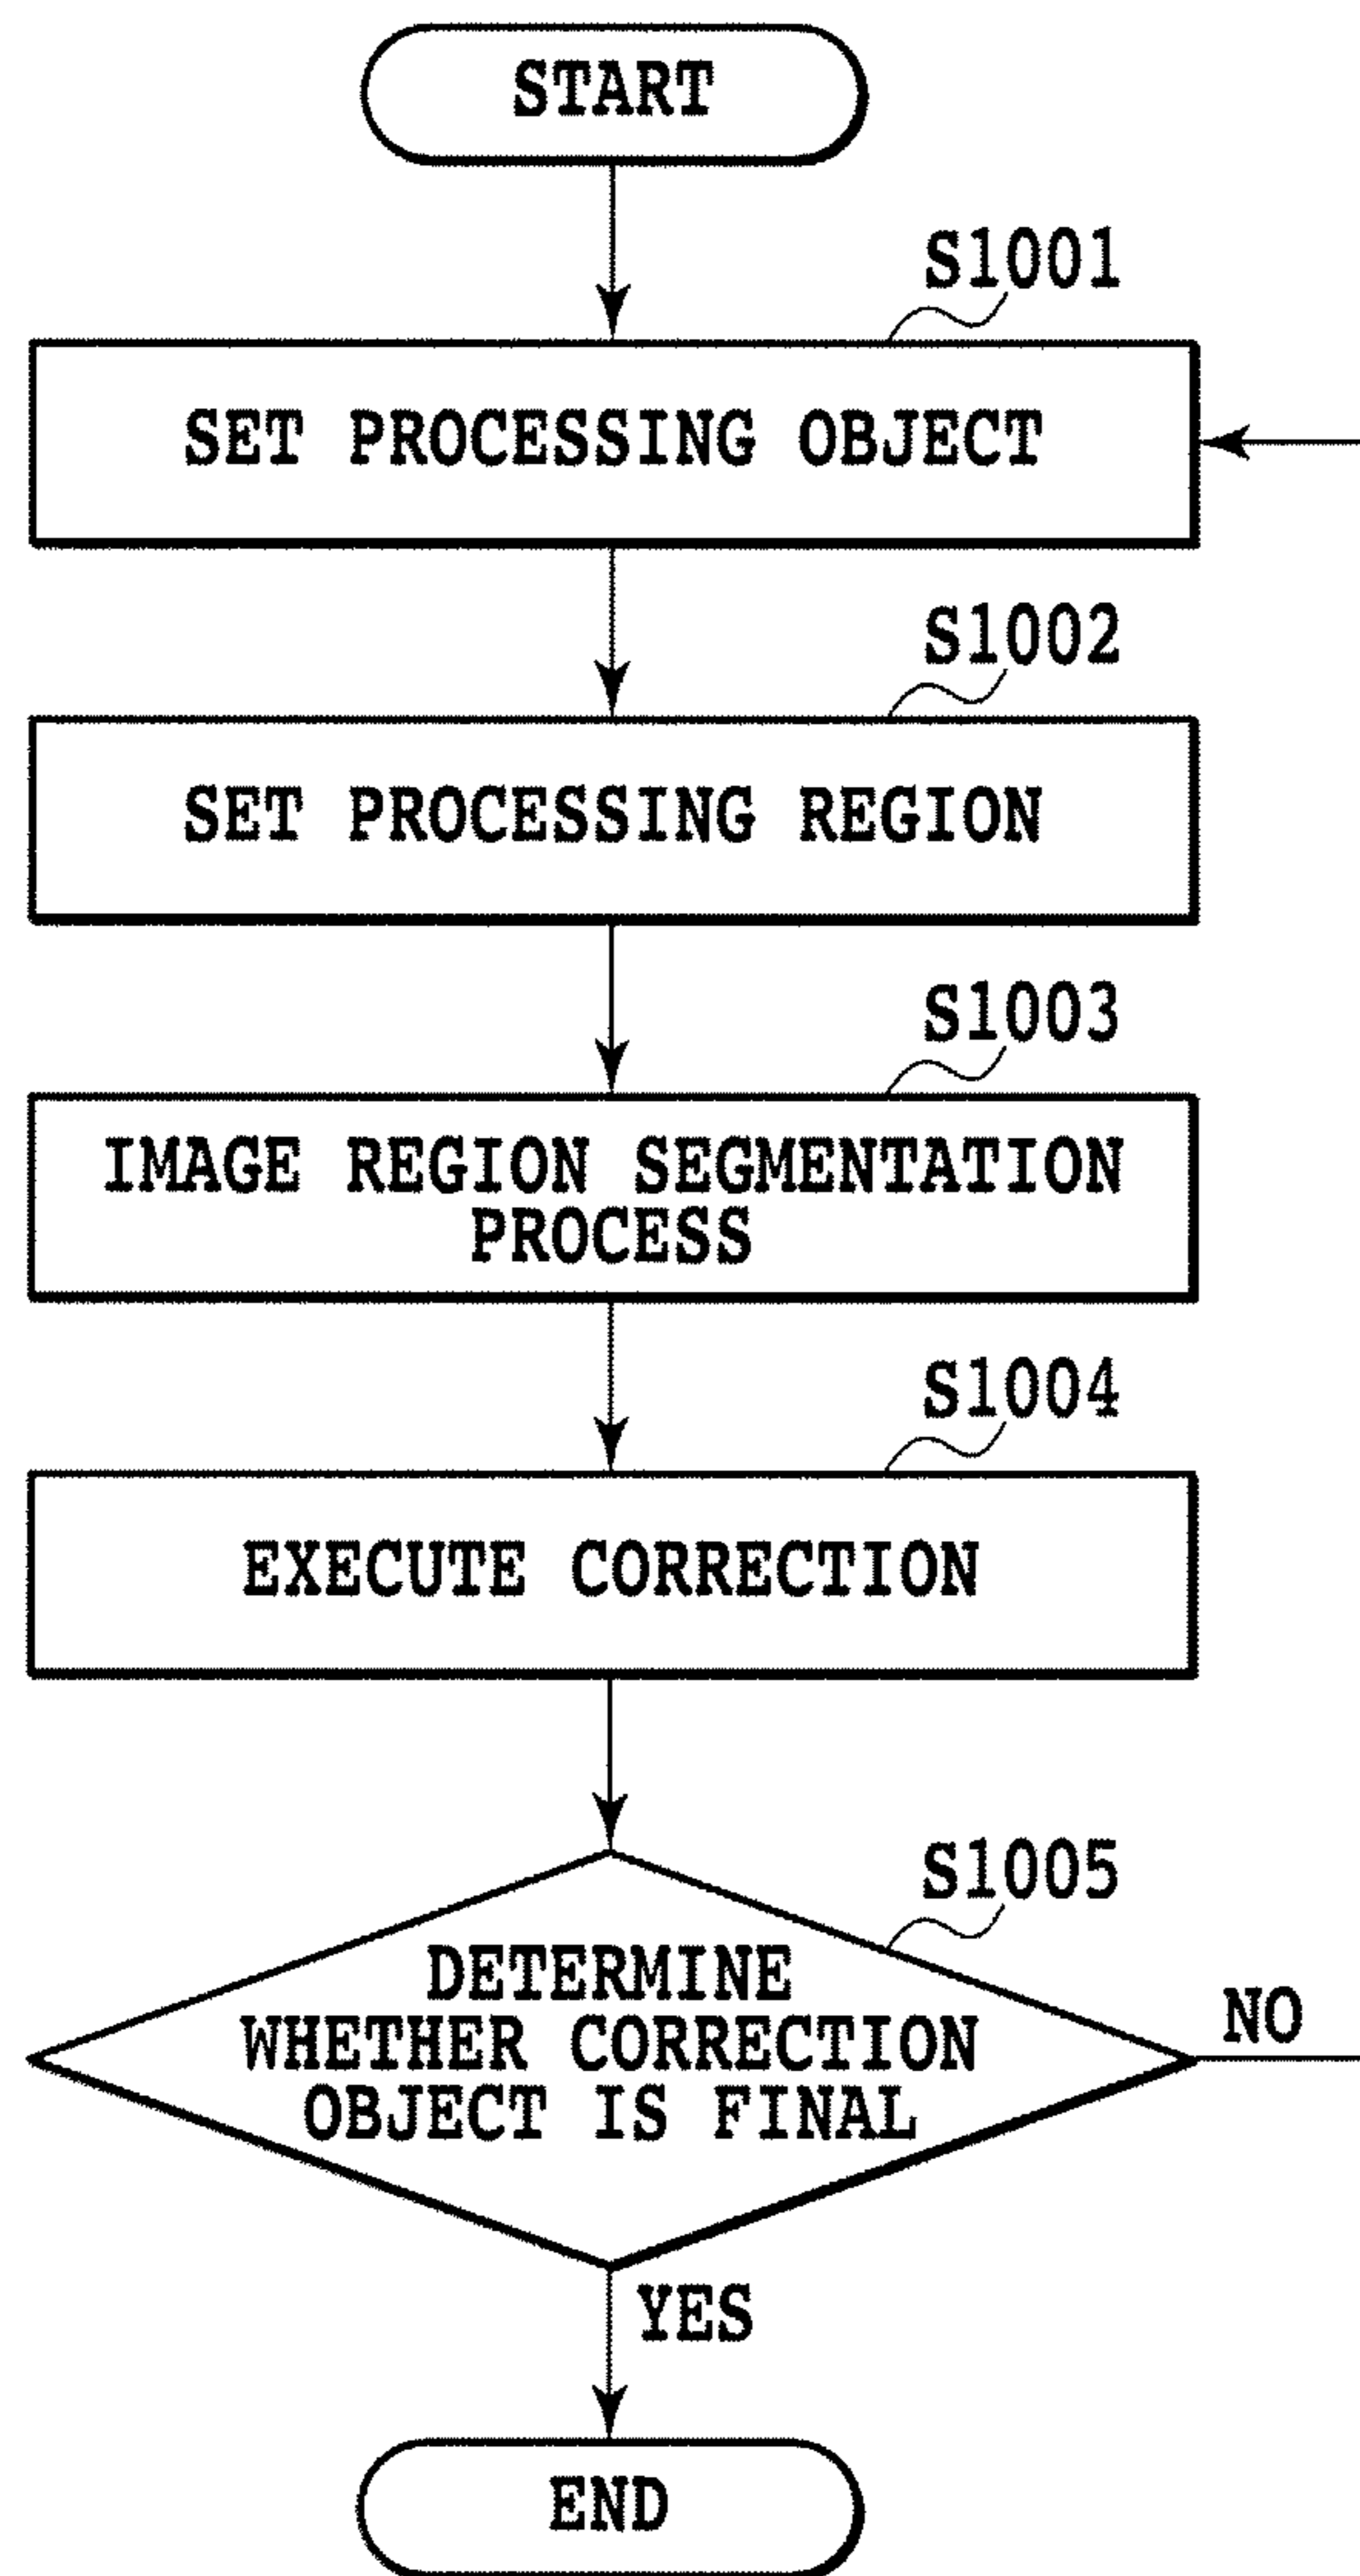 START
S1001
SET PROCESSING OBJECT
S1002
SET PROCESSING REGION
S1003
IMAGE REGION SEGMENTATION
PROCESS
S1004
EXECUTE CORRECTION
S1005
DETERMINE
WHETHER CORRECTION
OBJECT IS FINAL
NO
YES
END